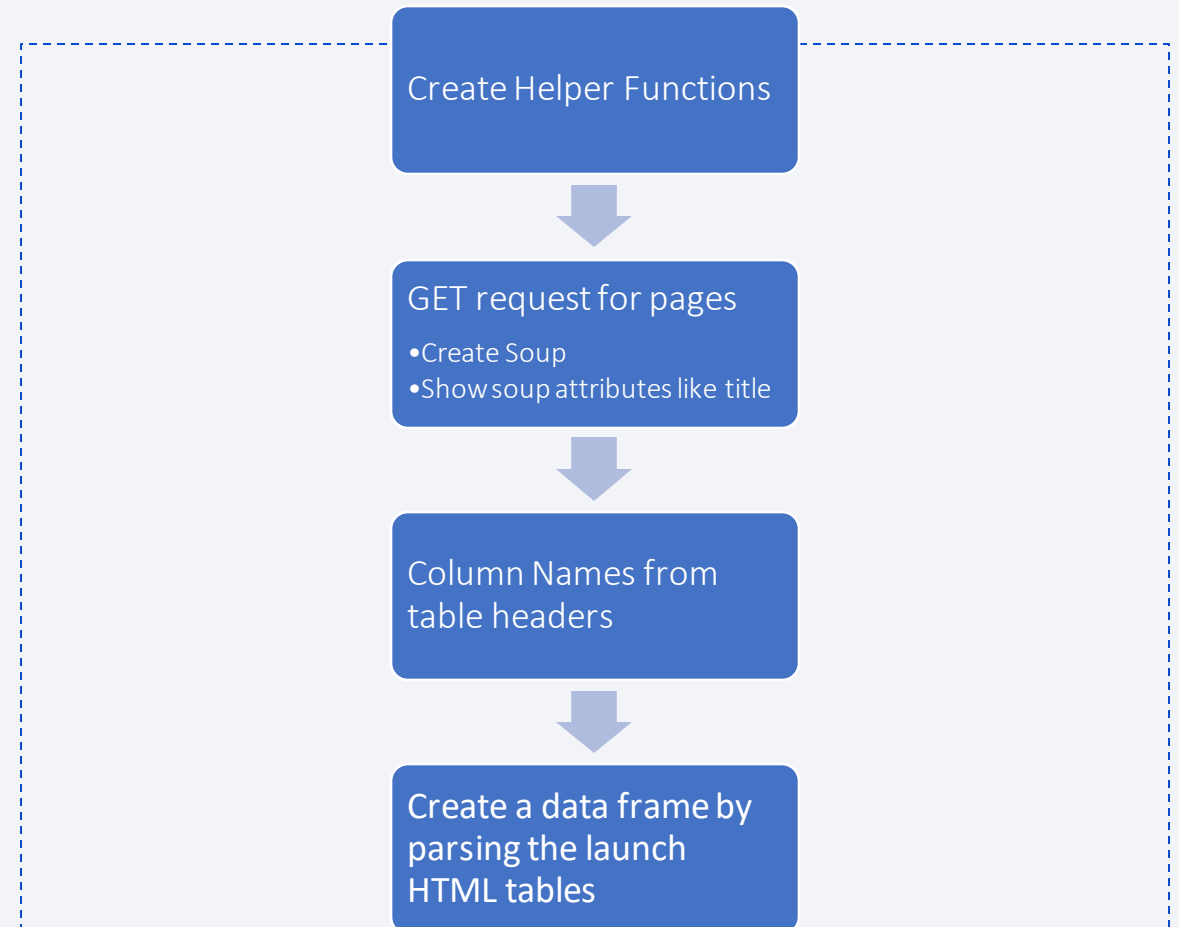 Create Helper Functions
GET request for pages
•Create Soup
•Show soup attributes like title
Column Names from
table headers
Create a data frame by
parsing the launch
HTML tables